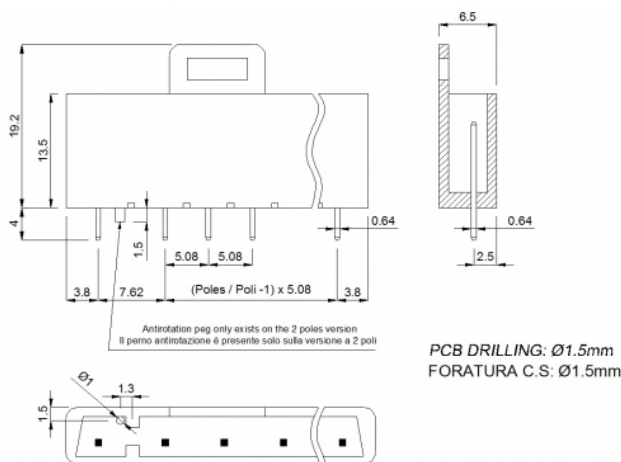 6.5
19.2
13.5
4
1.5
0.64
0.64
5.08
5.08
2.5
3.8
7.62
(Poles / Poli -1) x 5.08
3.8
Antirotation peg only exists on the 2 poles version
Il perno antirotazione è presente solo sulla versione a 2 poli
PCB DRILLING: Ø1.5mm
FORATURA C.S: Ø1.5mm
Ø1
1.3
1.5